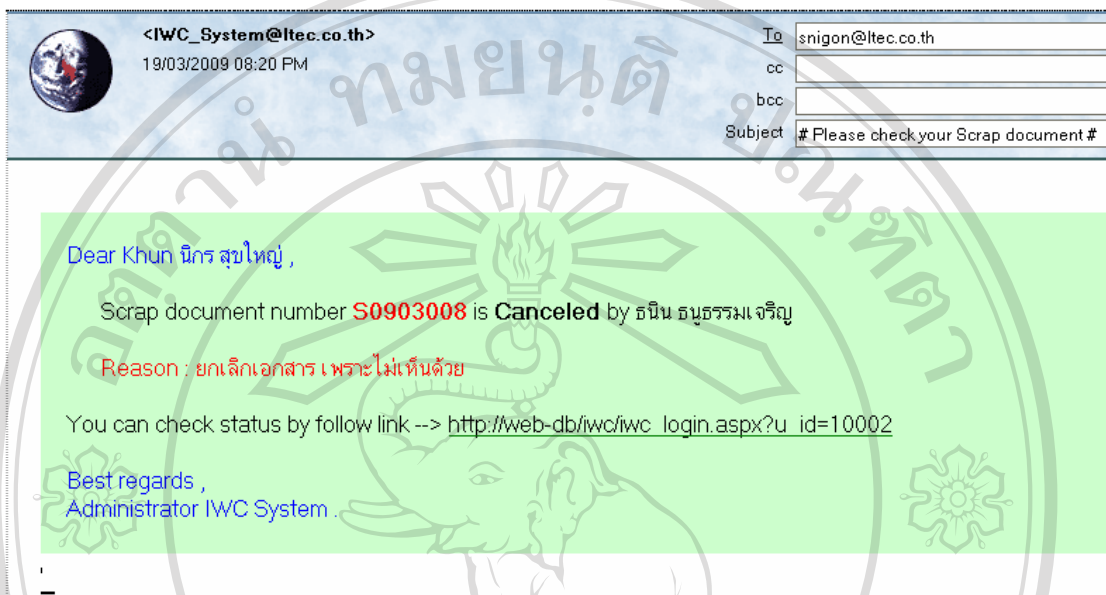 <IWC_System@ltec.co.th>
19/03/2009 08:20 PM
To snigon@ltec.co.th
cc
bcc
Subject # Please check your Scrap document #
Dear Khun นิกร สุขใหญ่ ,
Scrap document number S0903008 is Canceled by ธนิน ธนูธรรมเจริญ
Reason : ยกเลิกเอกสาร เพราะไม่เห็นด้วย
You can check status by follow link --> http://web-db/iwc/iwc_login.aspx?u_id=10002
Best regards ,
Administrator IWC System .